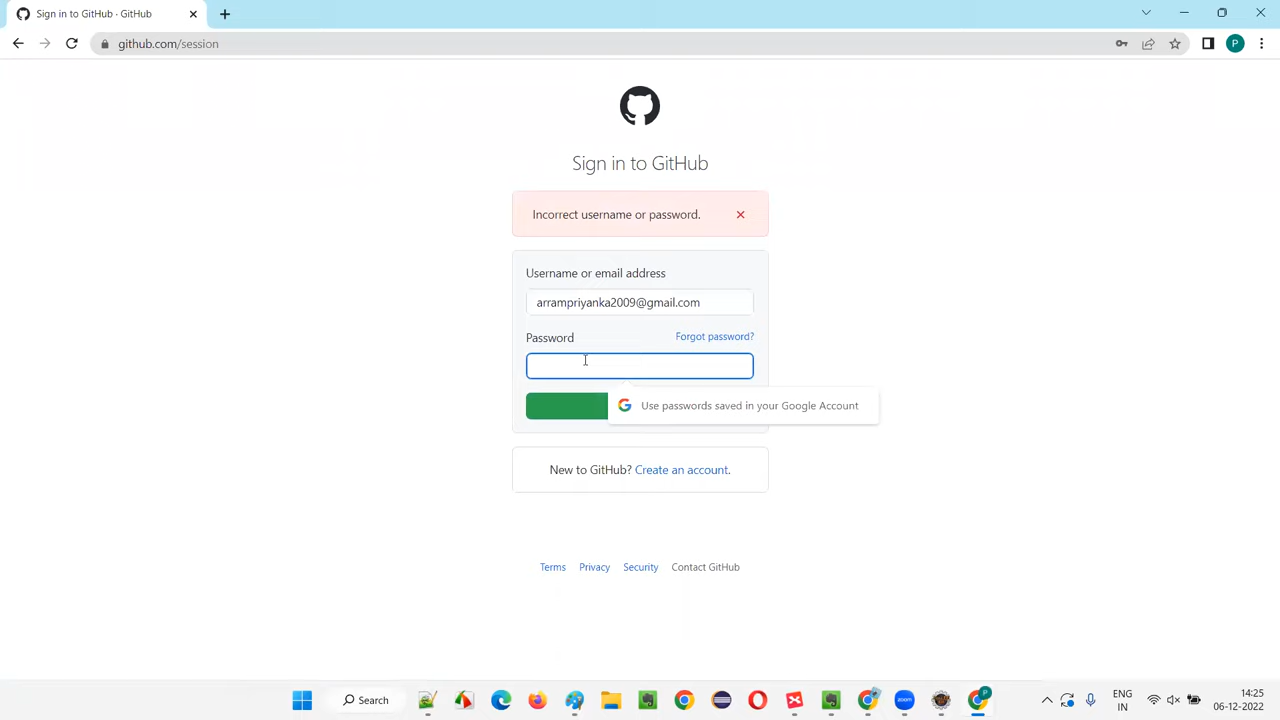 Sign in to GitHub · GitHub
github.com/session
P
Sign in to GitHub
Incorrect username or password.
Username or email address
arrampriyanka2009@gmail.com
Password
Forgot password?
Use passwords saved in your Google Account
New to GitHub? Create an account.
Terms Privacy Security Contact GitHub
Search
zoom
P
ENG
IN
14:25
06-12-2022